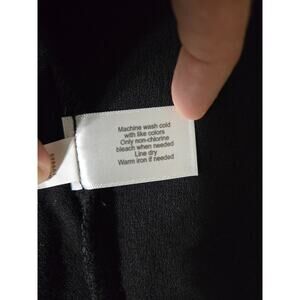 Machine wash cold
with like colors
Only non-chlorine
bleach when needed
Line dry
Warm iron if needed